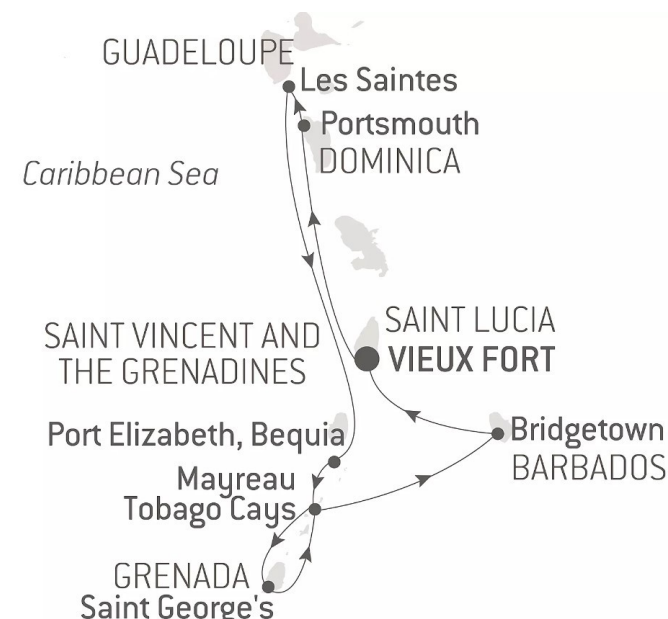 GUADELOUPE
Les Saintes
Portsmouth
DOMINICA
Caribbean Sea
SAINT LUCIA
VIEUX FORT
SAINT VINCENT AND
THE GRENADINES
Port Elizabeth, Bequia
Bridgetown
BARBADOS
Mayreau
Tobago Cays
GRENADA
Saint George's